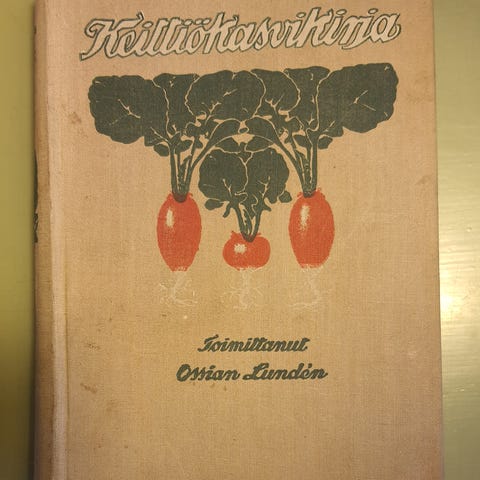 Keittiökasvikirja
Toimittanut
Ossian Lundén